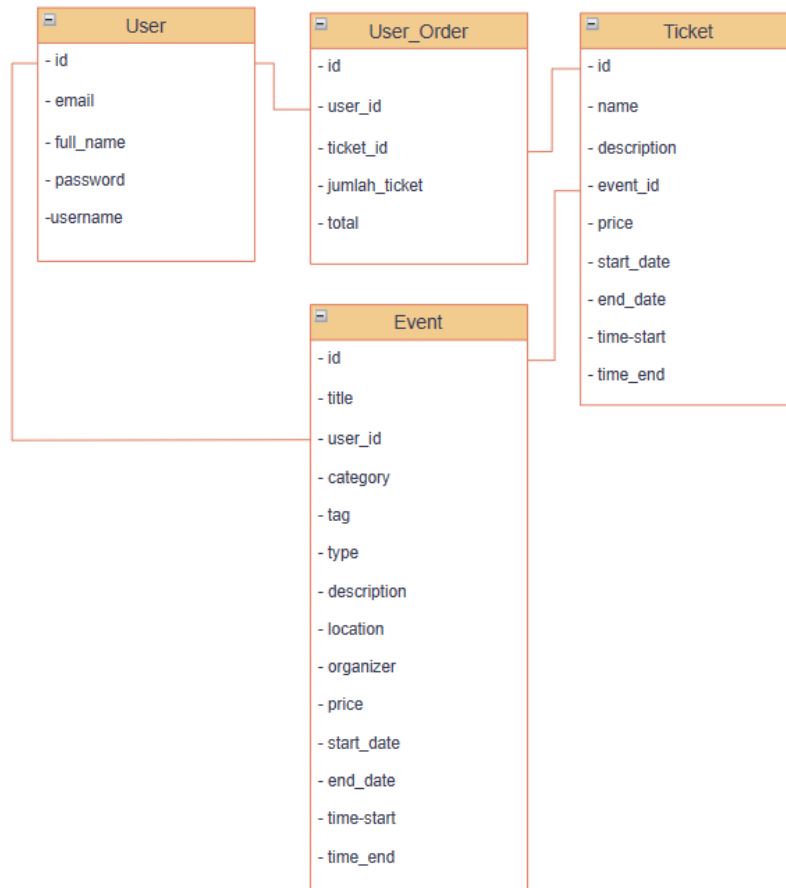 User
- id
- email
- full_name
- password
-username
User_Order
- id
- user_id
- ticket_id
- jumlah_ticket
- total
Ticket
- id
- name
- description
- event_id
- price
- start_date
- end_date
- time-start
- time_end
Event
- id
- title
- user_id
- category
- tag
- type
- description
- location
- organizer
- price
- start_date
- end_date
- time-start
- time_end